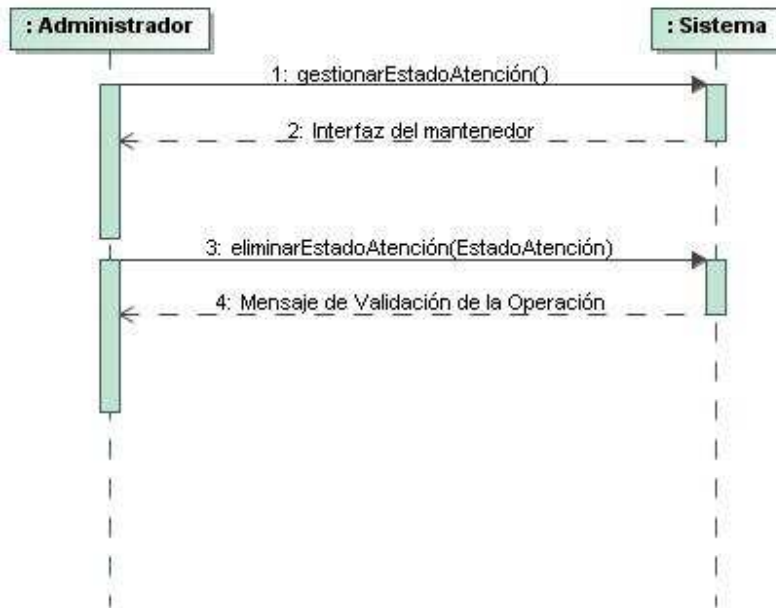 : Administrador
: Sistema
1: gestionarEstadoAtención()
2: Interfaz del mantenedor
3: eliminarEstadoAtención(EstadoAtención)
4: Mensaje de Validación de la Operación